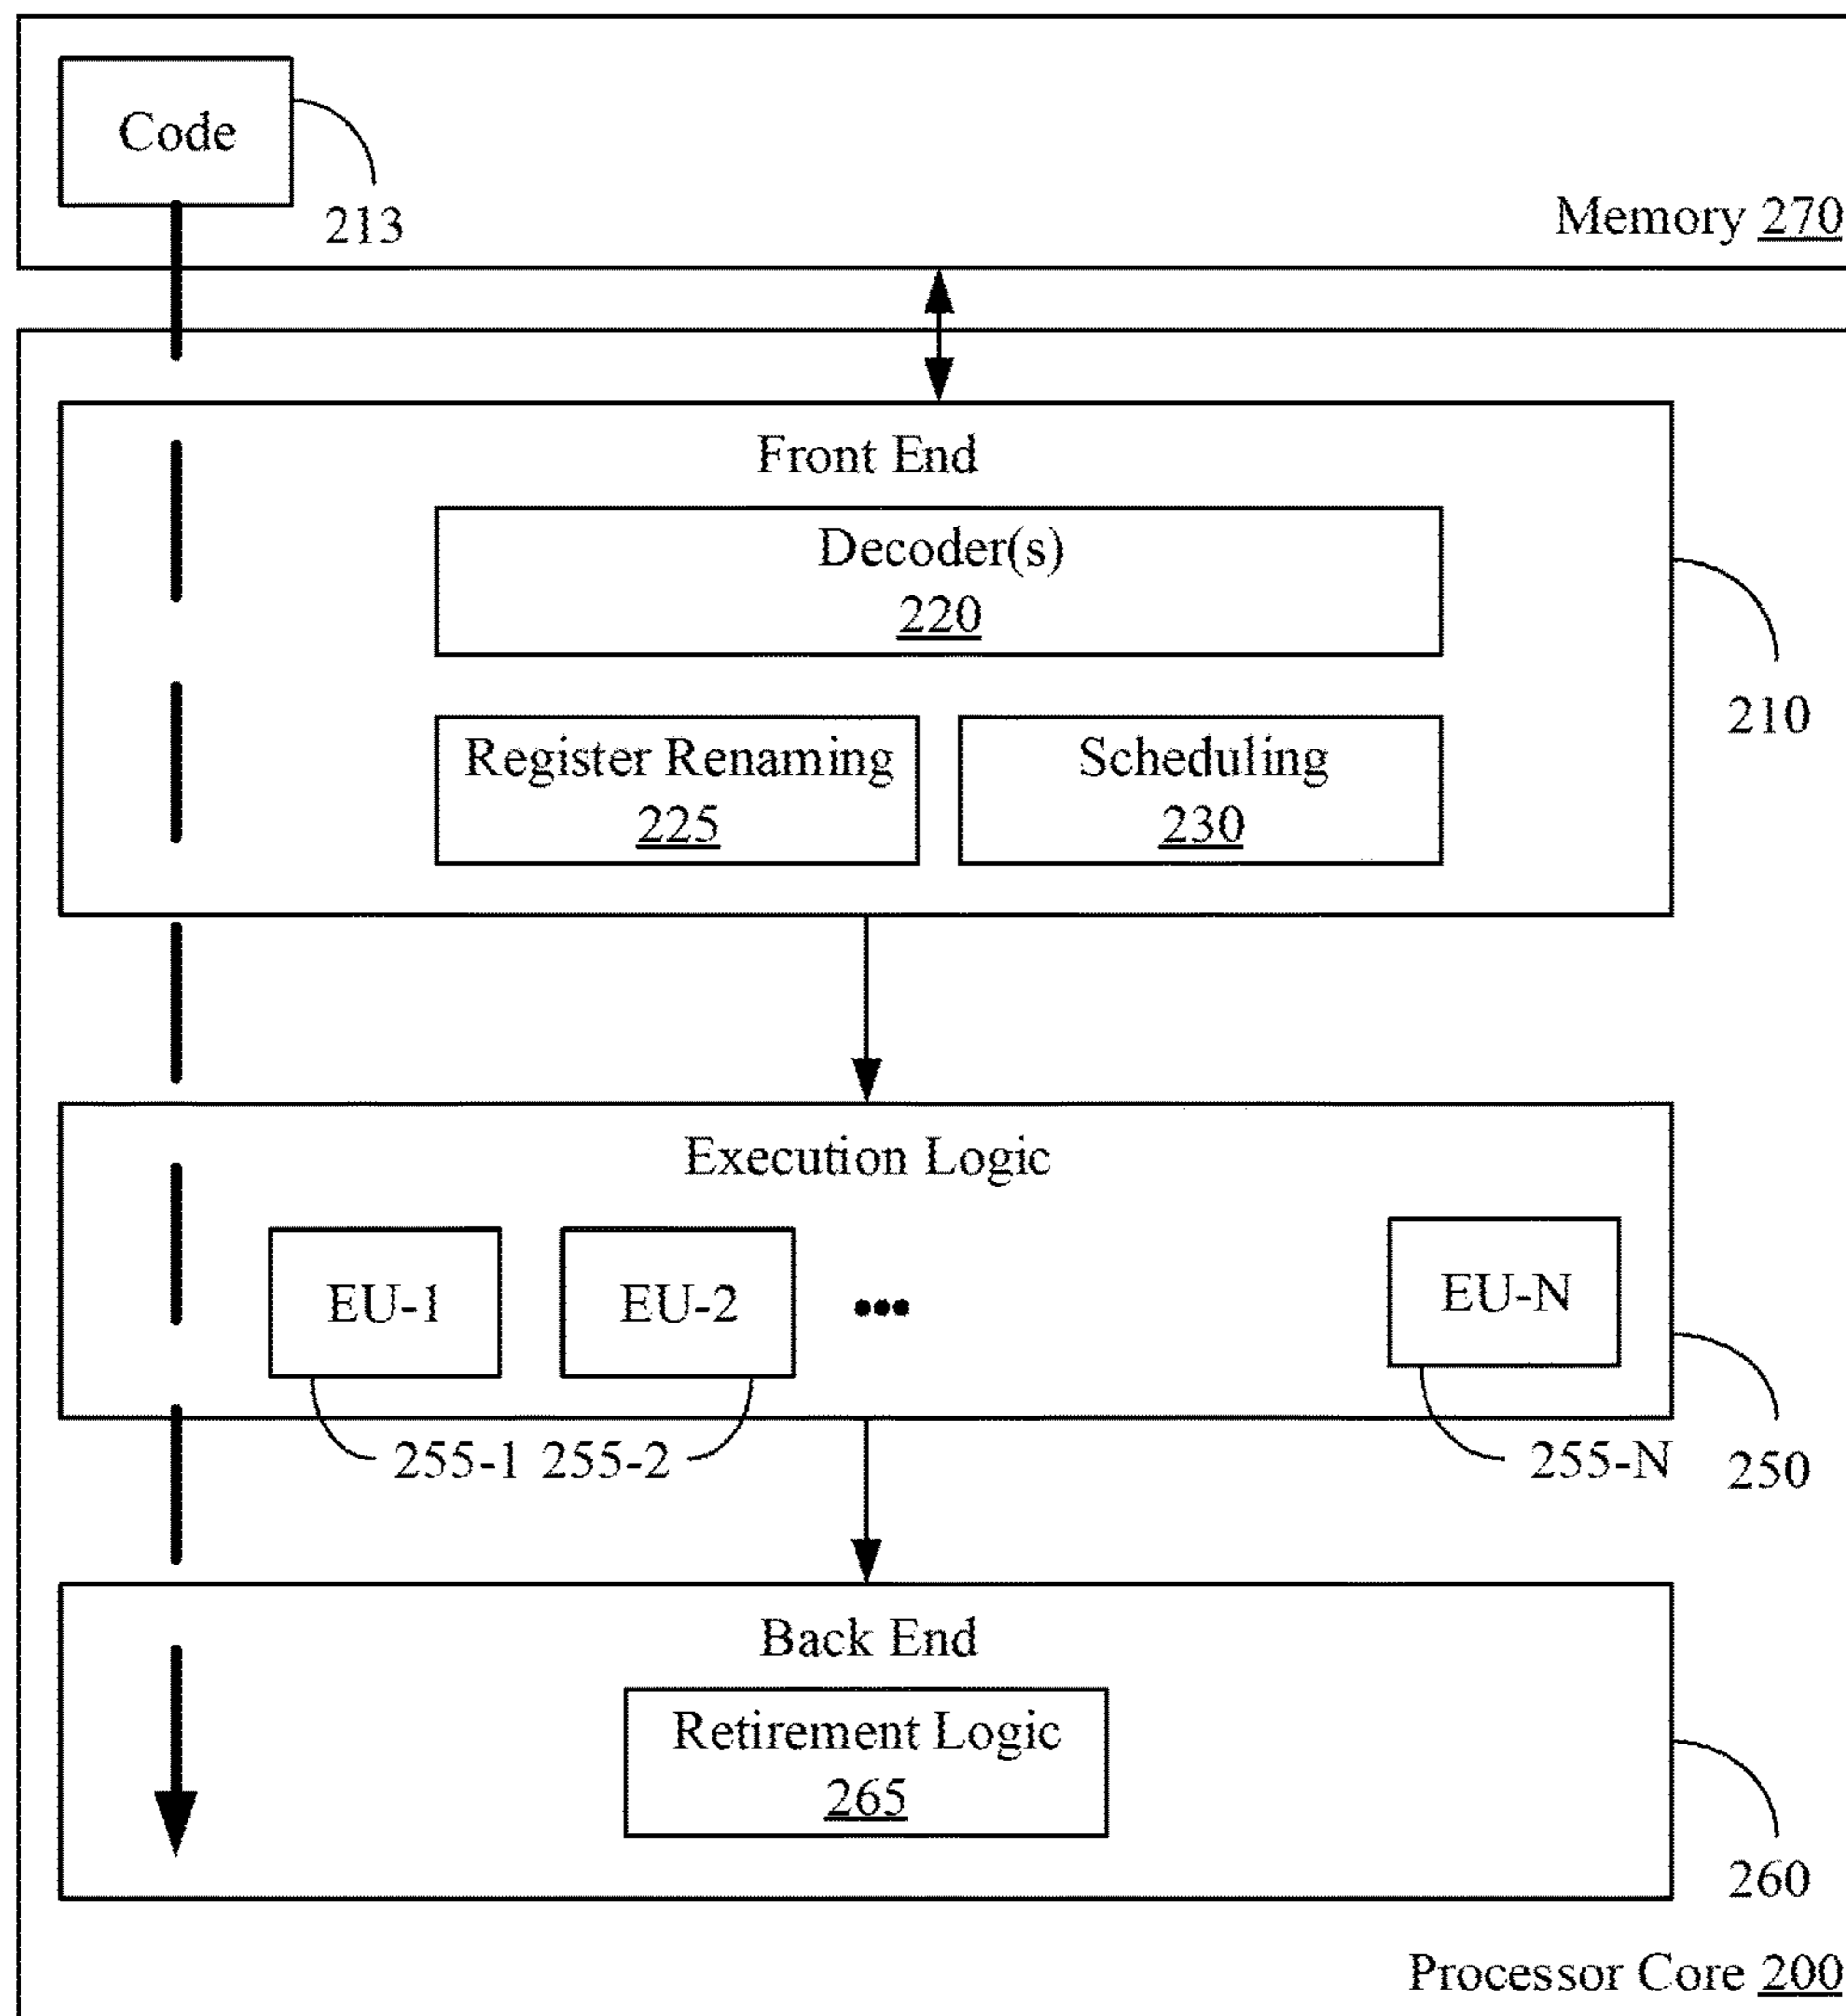 Code
213
Memory 270
Front End
Decoder(s)
220
210
Register Renaming
225
Scheduling
230
Execution Logic
EU-1
EU-2
•••
EU-N
255-1
255-2
255-N
250
Back End
Retirement Logic
265
260
Processor Core 200